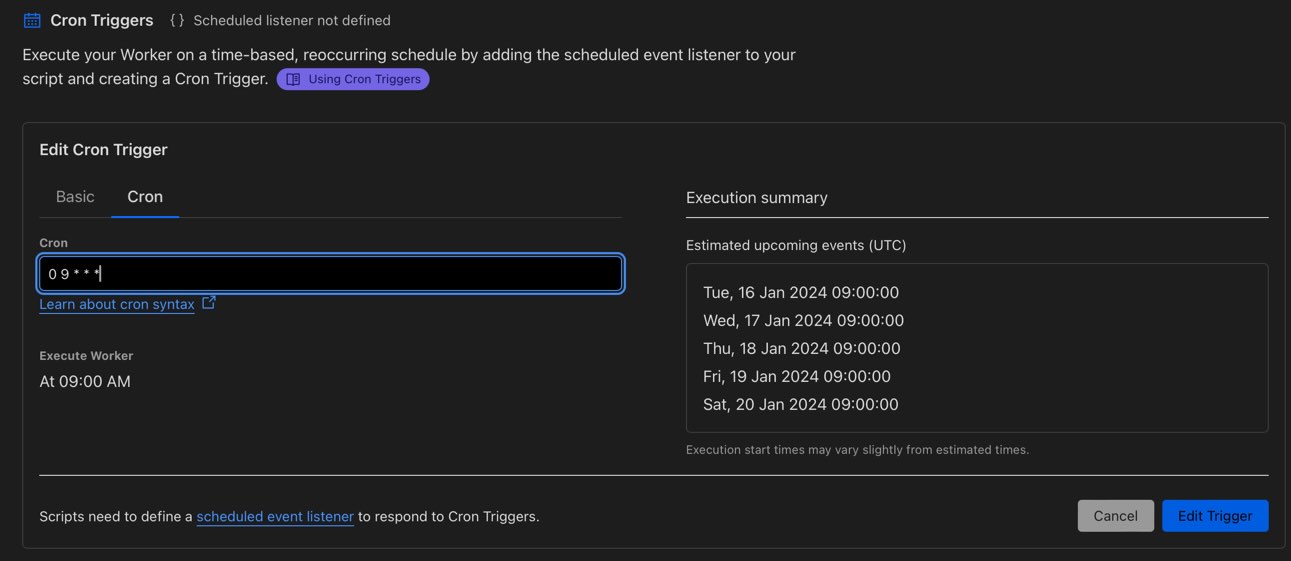 Cron Triggers {} Scheduled listener not defined
Execute your Worker on a time-based, reoccurring schedule by adding the scheduled event listener to your
script and creating a Cron Trigger. Using Cron Triggers
Edit Cron Trigger
Basic Cron
Cron
0 9 * * *
Learn about cron syntax
Execute Worker
At 09:00 AM
Execution summary
Estimated upcoming events (UTC)
Tue, 16 Jan 2024 09:00:00
Wed, 17 Jan 2024 09:00:00
Thu, 18 Jan 2024 09:00:00
Fri, 19 Jan 2024 09:00:00
Sat, 20 Jan 2024 09:00:00
Execution start times may vary slightly from estimated times.
Scripts need to define a scheduled event listener to respond to Cron Triggers.
Cancel Edit Trigger